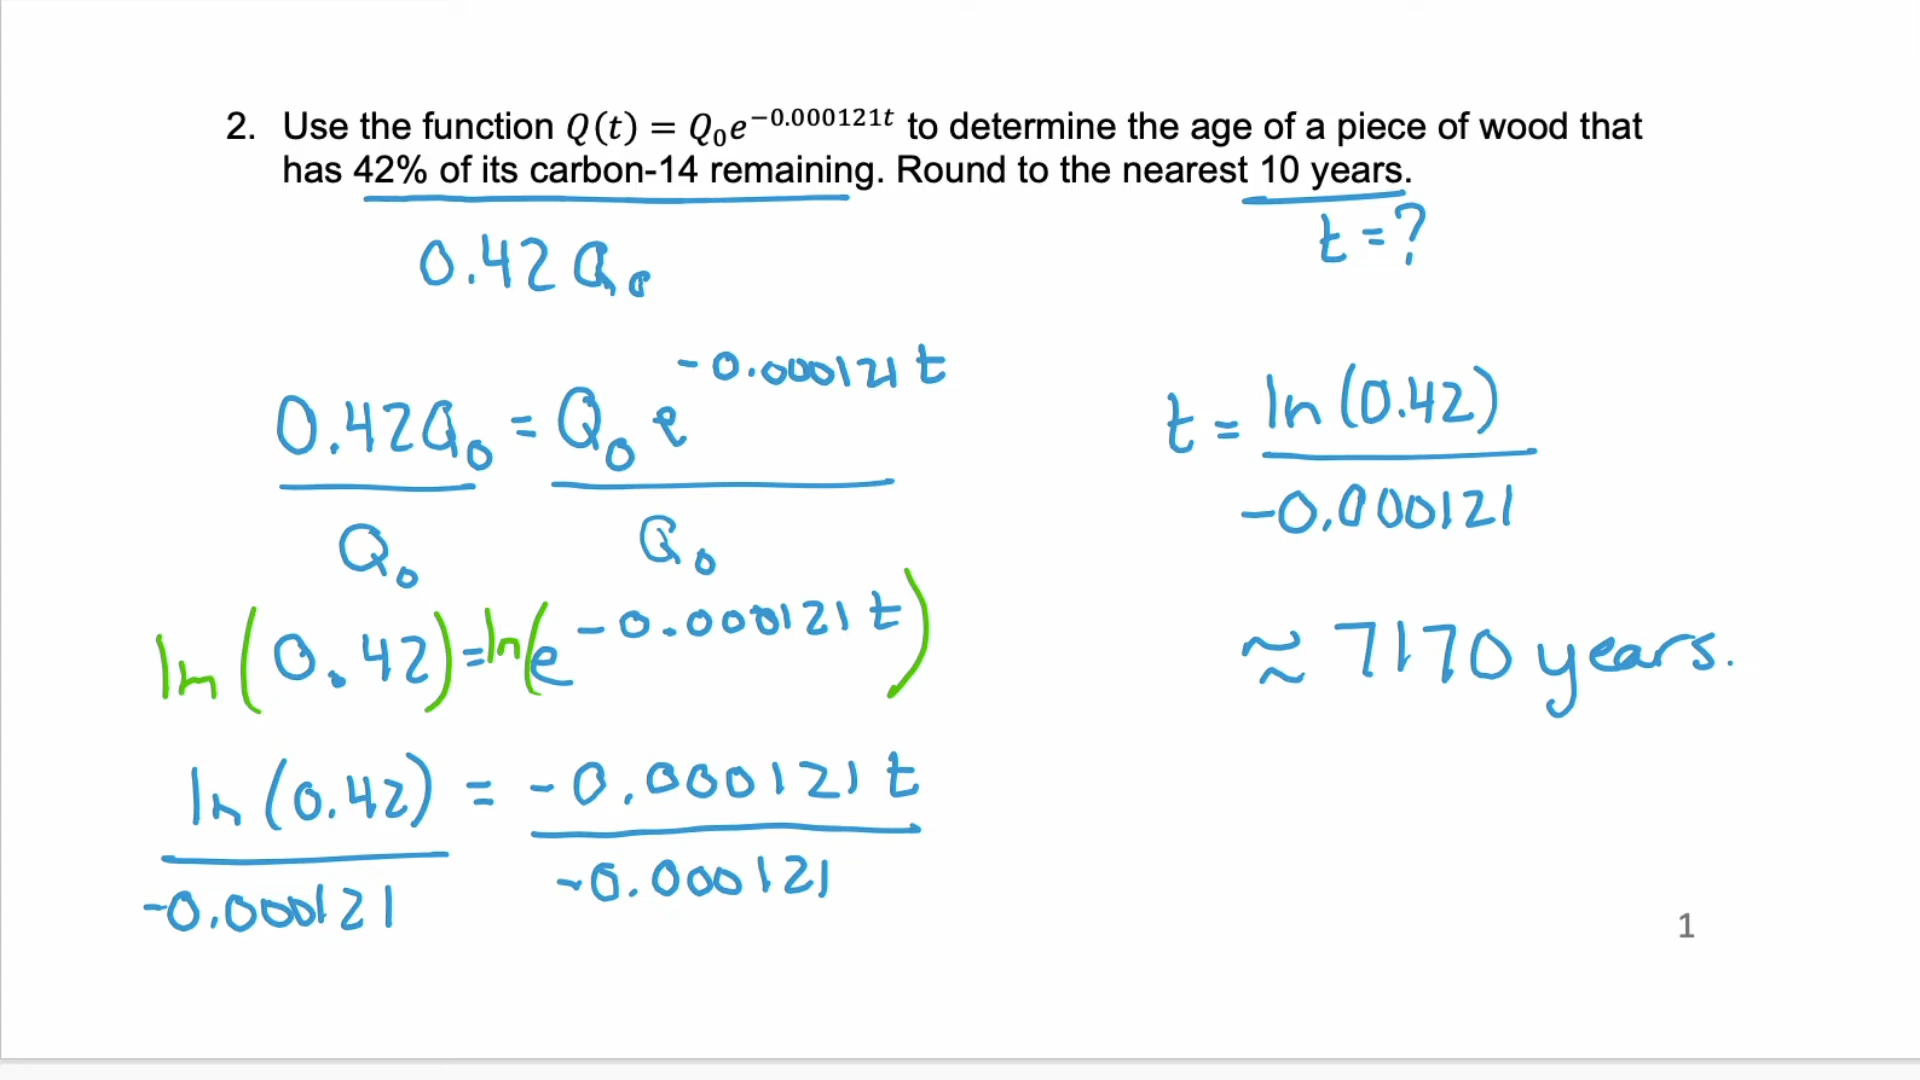 2. Use the function Q(t) = Q₀e^−0.000121t to determine the age of a piece of wood that
has 42% of its carbon-14 remaining. Round to the nearest 10 years.
0.42 Q₀
t = ?
0.42Q₀ = Q₀ e^-0.000121 t
Q₀ Q₀
ln(0.42)=ln(e^-0.000121 t)
ln(0.42) = -0.000121 t
-0.000121 -0.000121
t = ln(0.42)
-0.000121
≈ 7170 years.
1